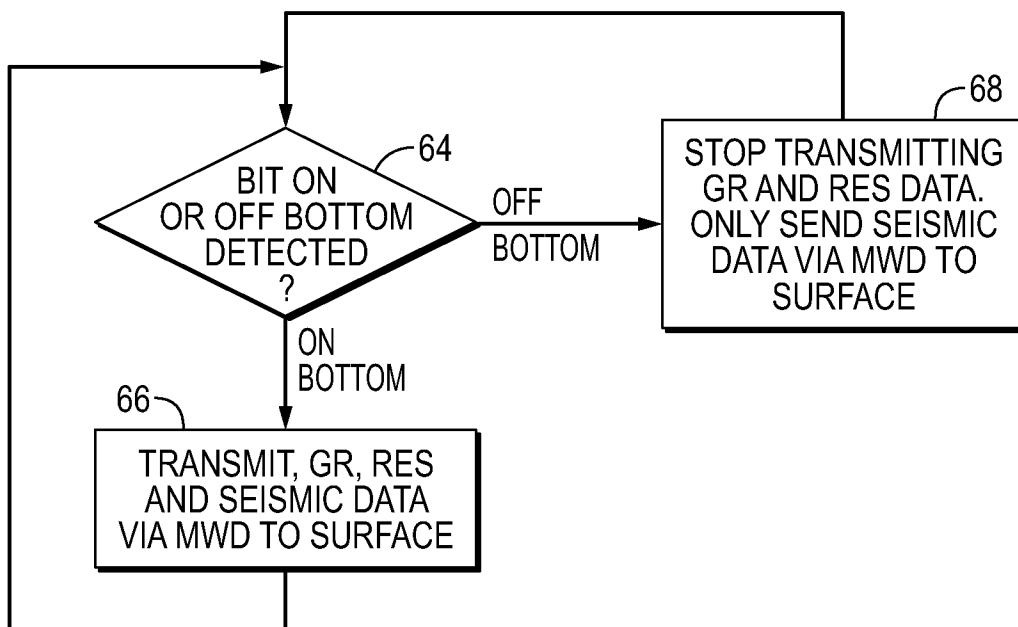 64
BIT ON
OR OFF BOTTOM
DETECTED
?
OFF
BOTTOM
68
STOP TRANSMITTING
GR AND RES DATA.
ONLY SEND SEISMIC
DATA VIA MWD TO
SURFACE
ON
BOTTOM
66
TRANSMIT, GR, RES
AND SEISMIC DATA
VIA MWD TO SURFACE